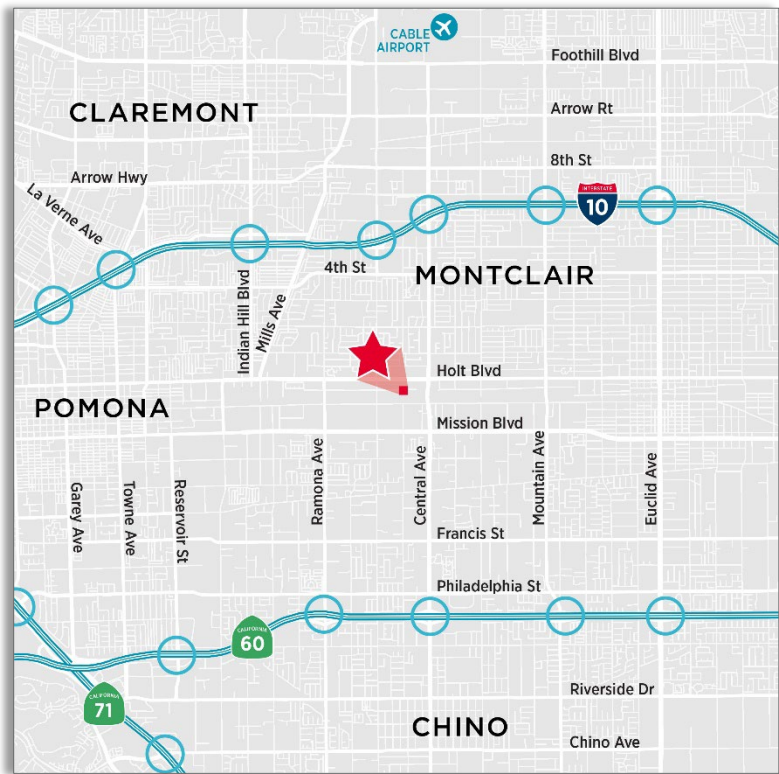 CABLE
AIRPORT
Foothill Blvd
CLAREMONT
Arrow Rt
8th St
Arrow Hwy
La Verne Ave
INTERSTATE
10
4th St
MONTCLAIR
Indian Hill Blvd
Mills Ave
Holt Blvd
POMONA
Mission Blvd
Garey Ave
Towne Ave
Reservoir St
Ramona Ave
Central Ave
Mountain Ave
Euclid Ave
Francis St
Philadelphia St
CALIFORNIA
60
CALIFORNIA
71
Riverside Dr
CHINO
Chino Ave